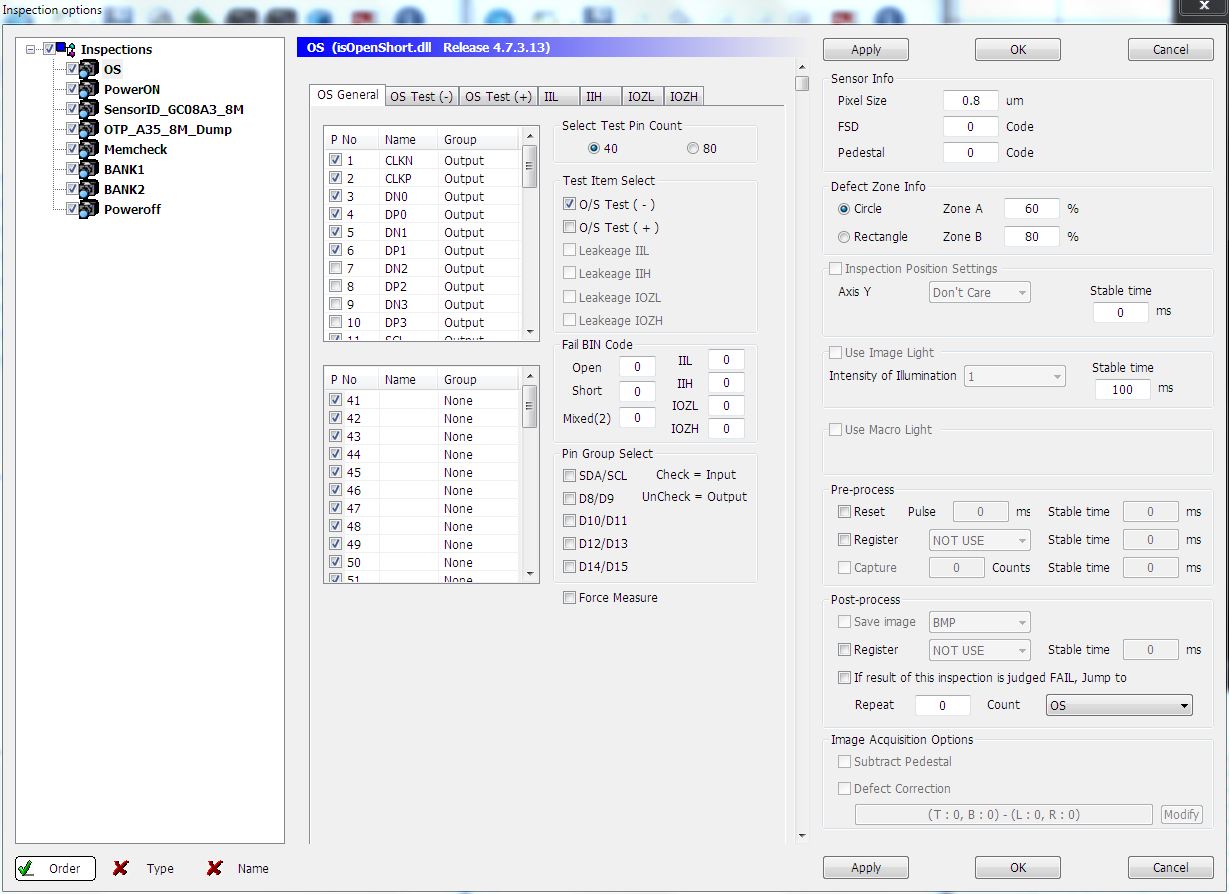 Inspection options
x
Inspections
OS
PowerON
SensorID_GC08A3_8M
OTP_A35_8M_Dump
Memcheck
BANK1
BANK2
Poweroff
Order Type Name
OS (isOpenShort.dll Release 4.7.3.13)
OS General OS Test (-) OS Test (+) IIL IIH IOZL IOZH
P No Name Group
1 CLKN Output
2 CLKP Output
3 DN0 Output
4 DP0 Output
5 DN1 Output
6 DP1 Output
7 DN2 Output
8 DP2 Output
9 DN3 Output
10 DP3 Output
11 SCL Output
P No Name Group
41 None
42 None
43 None
44 None
45 None
46 None
47 None
48 None
49 None
50 None
51 None
Select Test Pin Count
40 80
Test Item Select
O/S Test ( - )
O/S Test ( + )
Leakeage IIL
Leakeage IIH
Leakeage IOZL
Leakeage IOZH
Fail BIN Code
Open 0 IIL 0
Short 0 IIH 0
Mixed(2) 0 IOZL 0
IOZH 0
Pin Group Select
SDA/SCL Check = Input
D8/D9 UnCheck = Output
D10/D11
D12/D13
D14/D15
Force Measure
Apply OK Cancel
Sensor Info
Pixel Size 0.8 um
FSD 0 Code
Pedestal 0 Code
Defect Zone Info
Circle Zone A 60 %
Rectangle Zone B 80 %
Inspection Position Settings
Axis Y Don't Care Stable time
0 ms
Use Image Light
Intensity of Illumination 1 Stable time
100 ms
Use Macro Light
Pre-process
Reset Pulse 0 ms Stable time 0 ms
Register NOT USE Stable time 0 ms
Capture 0 Counts Stable time 0 ms
Post-process
Save image BMP
Register NOT USE Stable time 0 ms
If result of this inspection is judged FAIL, Jump to
Repeat 0 Count OS
Image Acquisition Options
Subtract Pedestal
Defect Correction
(T : 0, B : 0) - (L : 0, R : 0) Modify
Apply OK Cancel